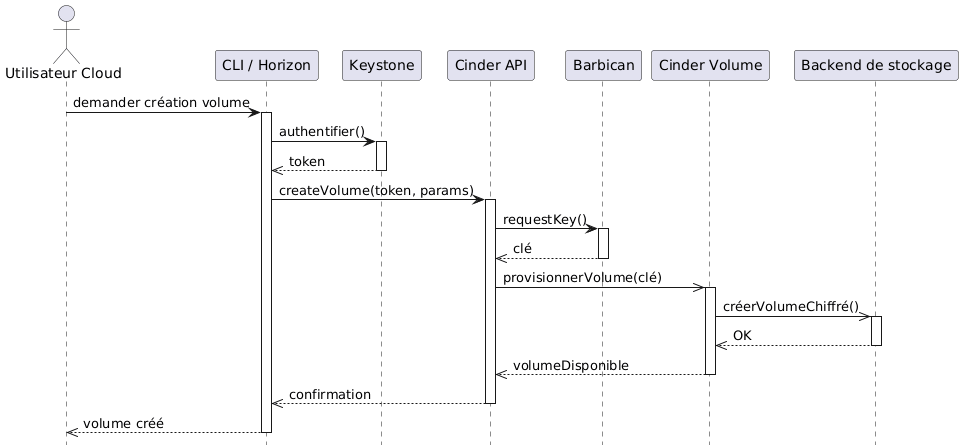 Utilisateur Cloud
CLI / Horizon
Keystone
Cinder API
Barbican
Cinder Volume
Backend de stockage
demander création volume
authentifier()
token
createVolume(token, params)
requestKey()
clé
provisionnerVolume(clé)
créerVolumeChiffré()
OK
volumeDisponible
confirmation
volume créé